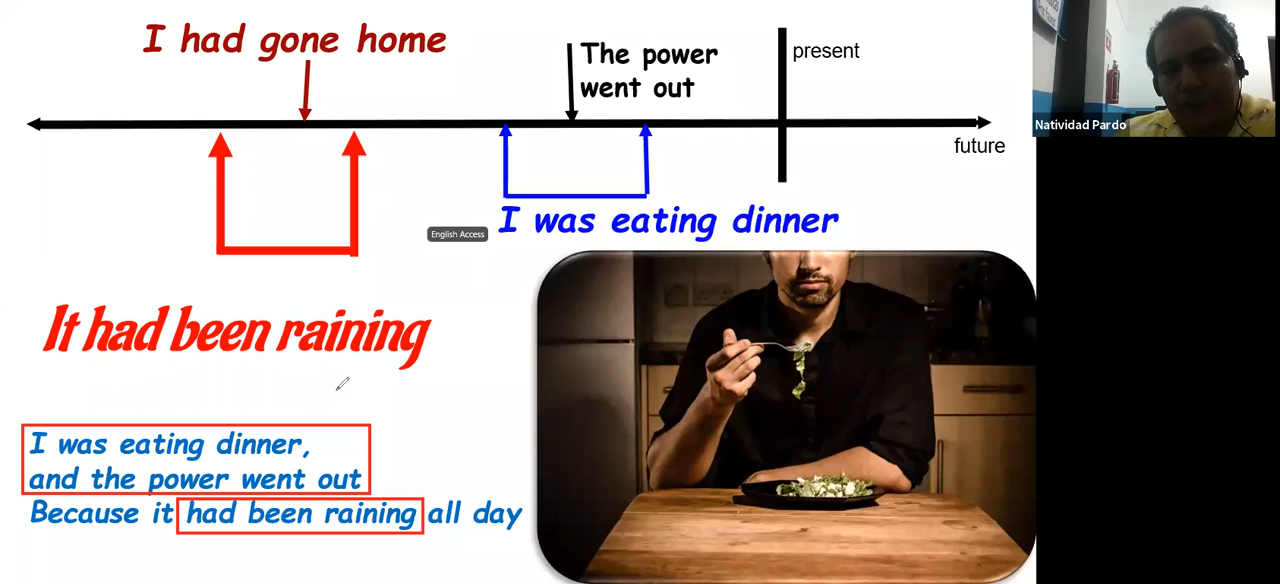 I had gone home
The power
went out
present
future
Natividad Pardo
English Access
I was eating dinner
It had been raining
I was eating dinner,
and the power went out
Because it had been raining all day